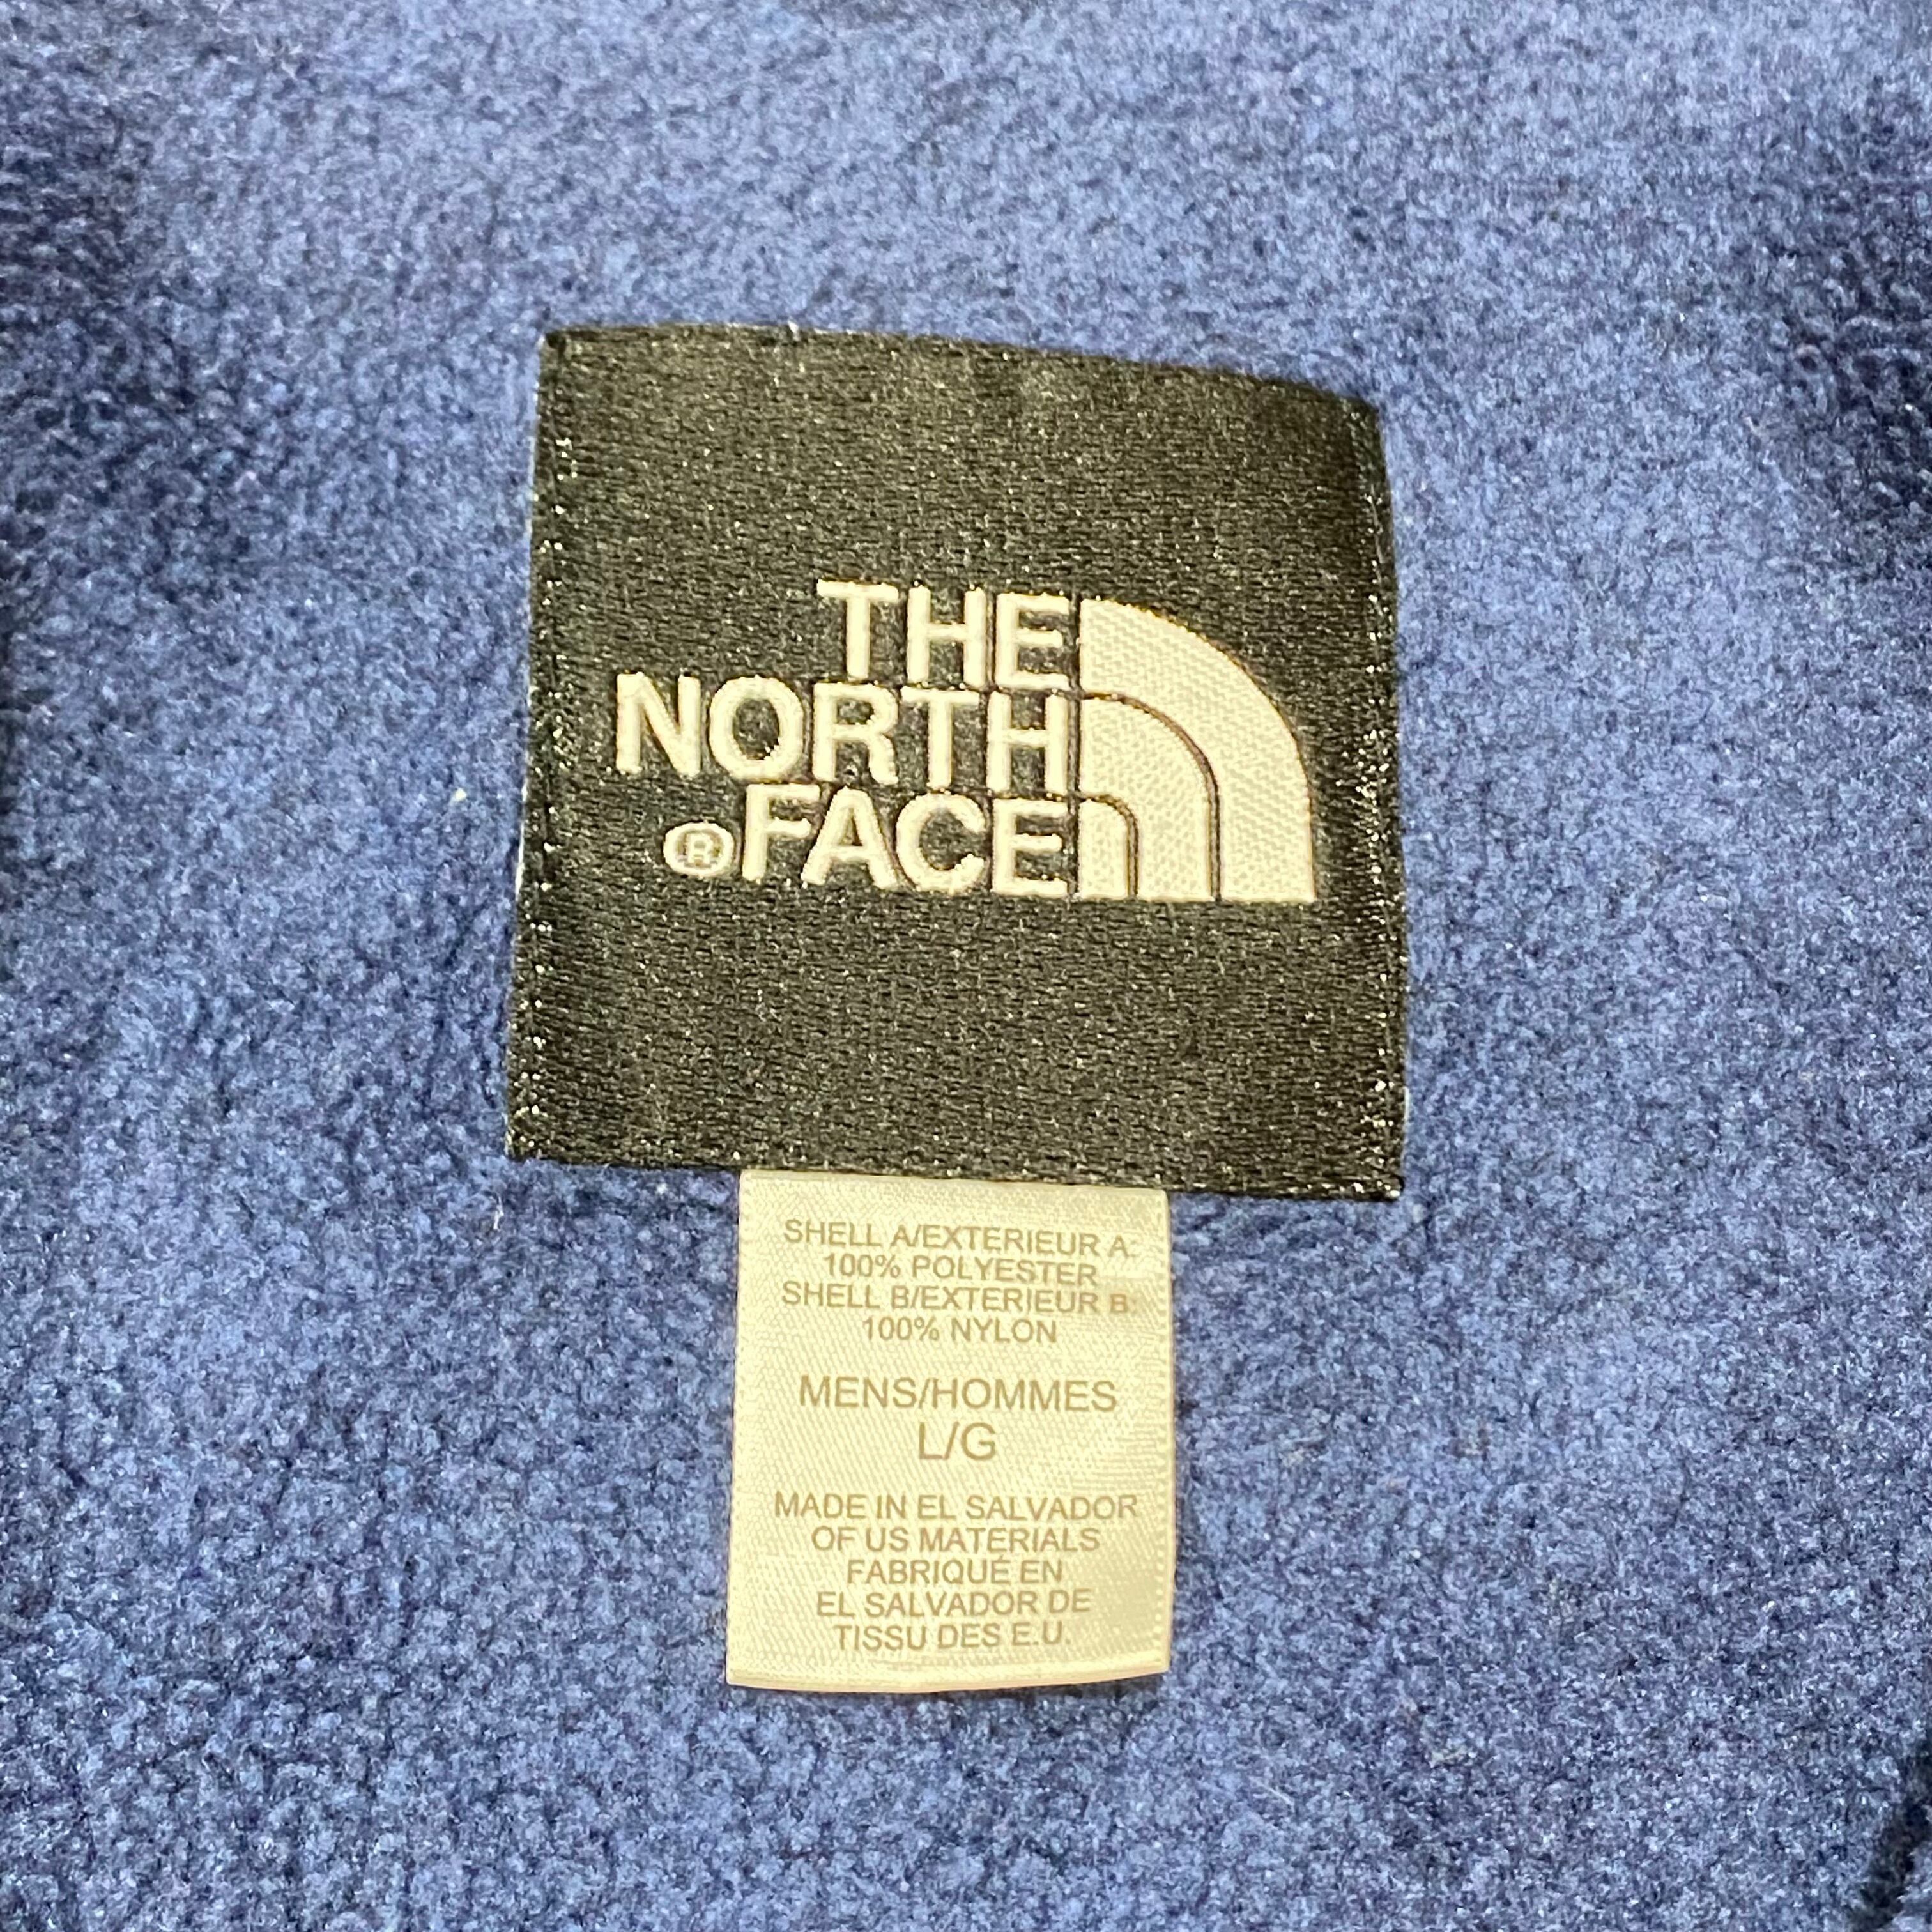 THE
NORTH
®FACE
SHELL A/EXTERIEUR A:
100% POLYESTER
SHELL B/EXTERIEUR B:
100% NYLON
MENS/HOMMES
L/G
MADE IN EL SALVADOR
OF US MATERIALS
FABRIQUÉ EN
EL SALVADOR DE
TISSU DES E.U.